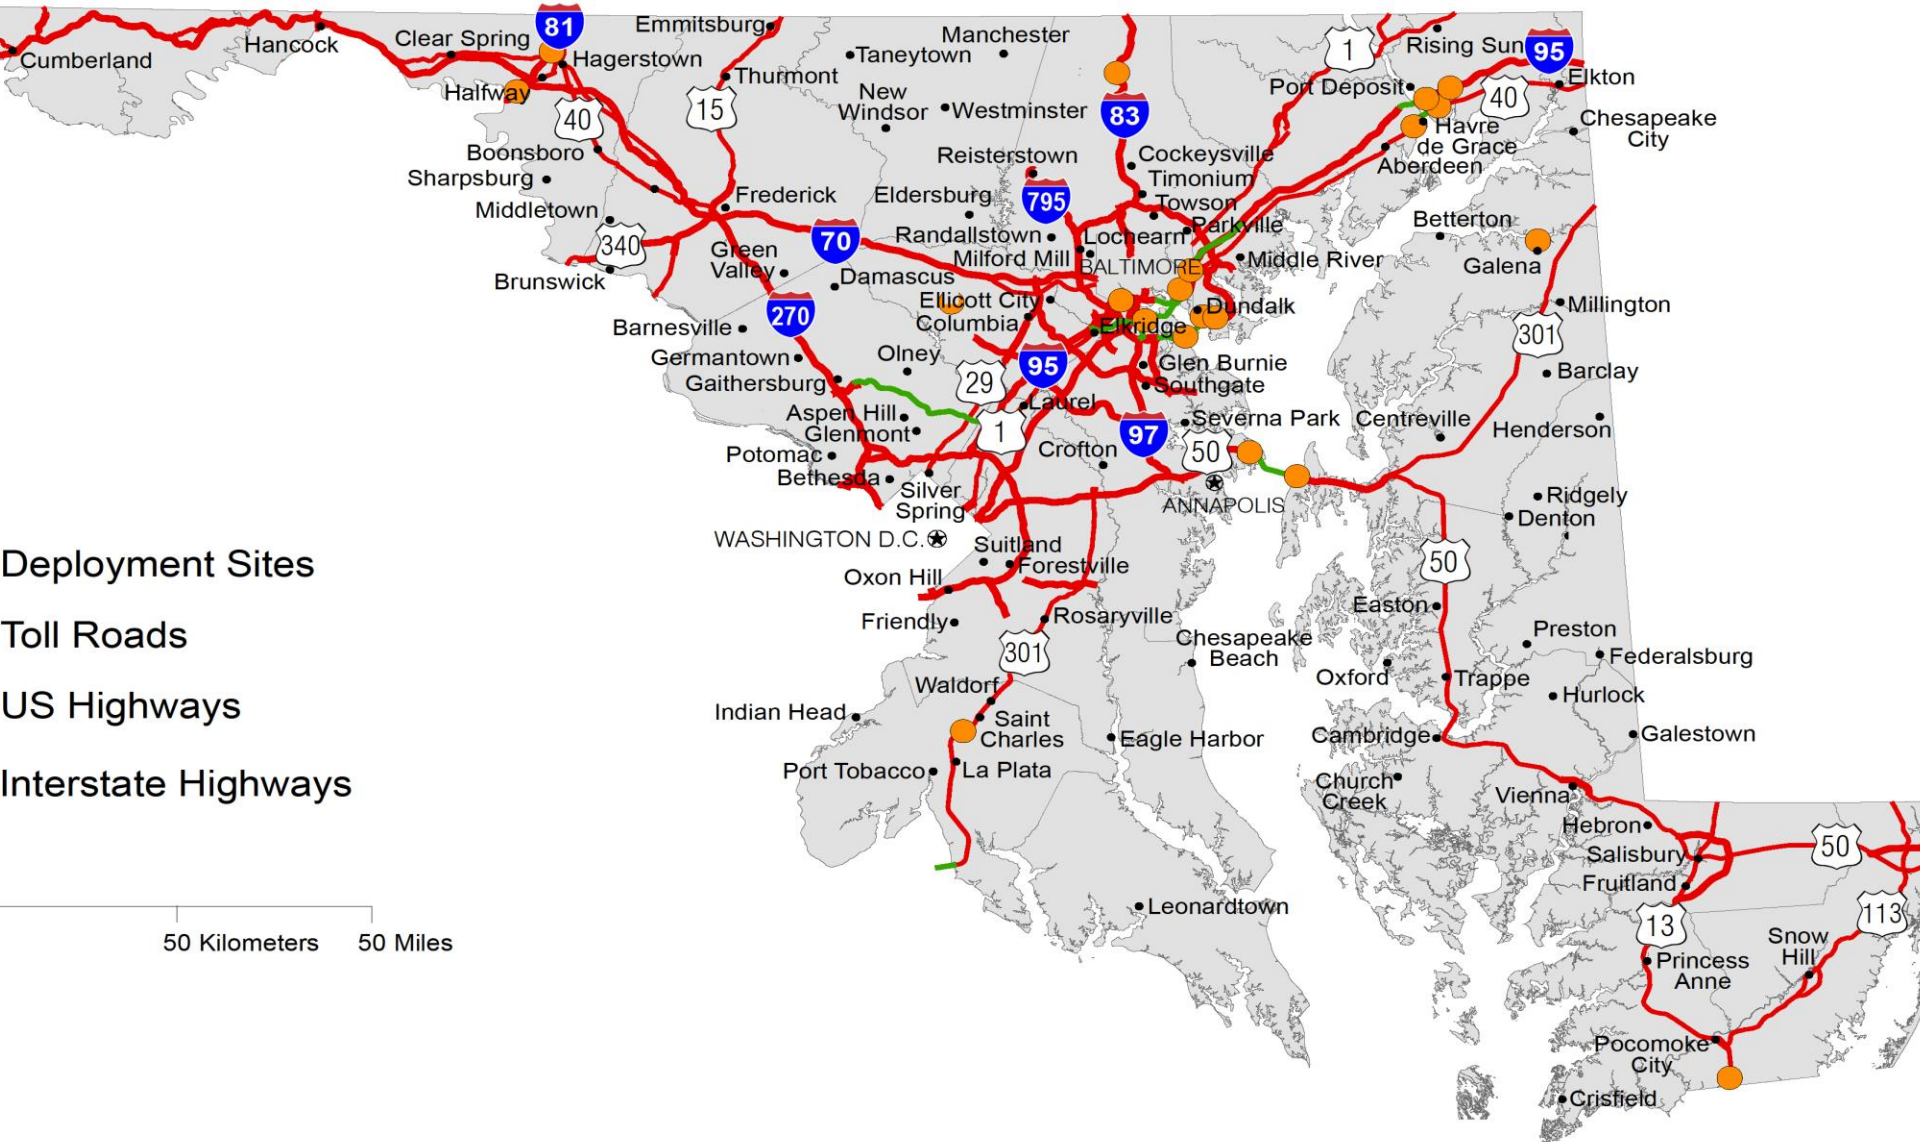 Cumberland
Hancock
Clear Spring
81
Hagerstown
Halfway
40
Emmitsburg
Thurmont
15
Taneytown
Manchester
New
Windsor
Westminster
83
1
Rising Sun
95
Port Deposit
40
Elkton
Chesapeake
City
Havre
de Grace
Aberdeen
Boonsboro
Sharpsburg
Middletown
340
Brunswick
Frederick
Reisterstown
Eldersburg
795
Cockeysville
Timonium
Towson
Parkville
Randallstown
Lochearn
Milford Mill
BALTIMORE
Middle River
70
Green
Valley
Damascus
Betterton
Galena
Millington
301
Barclay
270
Ellicott City
Columbia
Elkridge
Dundalk
Barnesville
Germantown
Gaithersburg
Olney
29
95
Glen Burnie
Southgate
Laurel
Aspen Hill
Glenmont
1
97
Severna Park
50
Centreville
Henderson
Potomac
Bethesda
Silver
Spring
Crofton
ANNAPOLIS
Ridgely
Denton
WASHINGTON D.C.
Suitland
Forestville
Oxon Hill
50
Deployment Sites
Friendly
Rosaryville
Easton
Toll Roads
301
Chesapeake
Beach
Preston
Federalsburg
Oxford
Trappe
Hurlock
US Highways
Waldorf
Indian Head
Saint
Charles
Eagle Harbor
Cambridge
Galestown
Interstate Highways
Port Tobacco
La Plata
Church
Creek
Vienna
Hebron
Salisbury
50
Fruitland
Leonardtown
13
113
50 Kilometers
50 Miles
Snow
Hill
Princess
Anne
Pocomoke
City
Crisfield